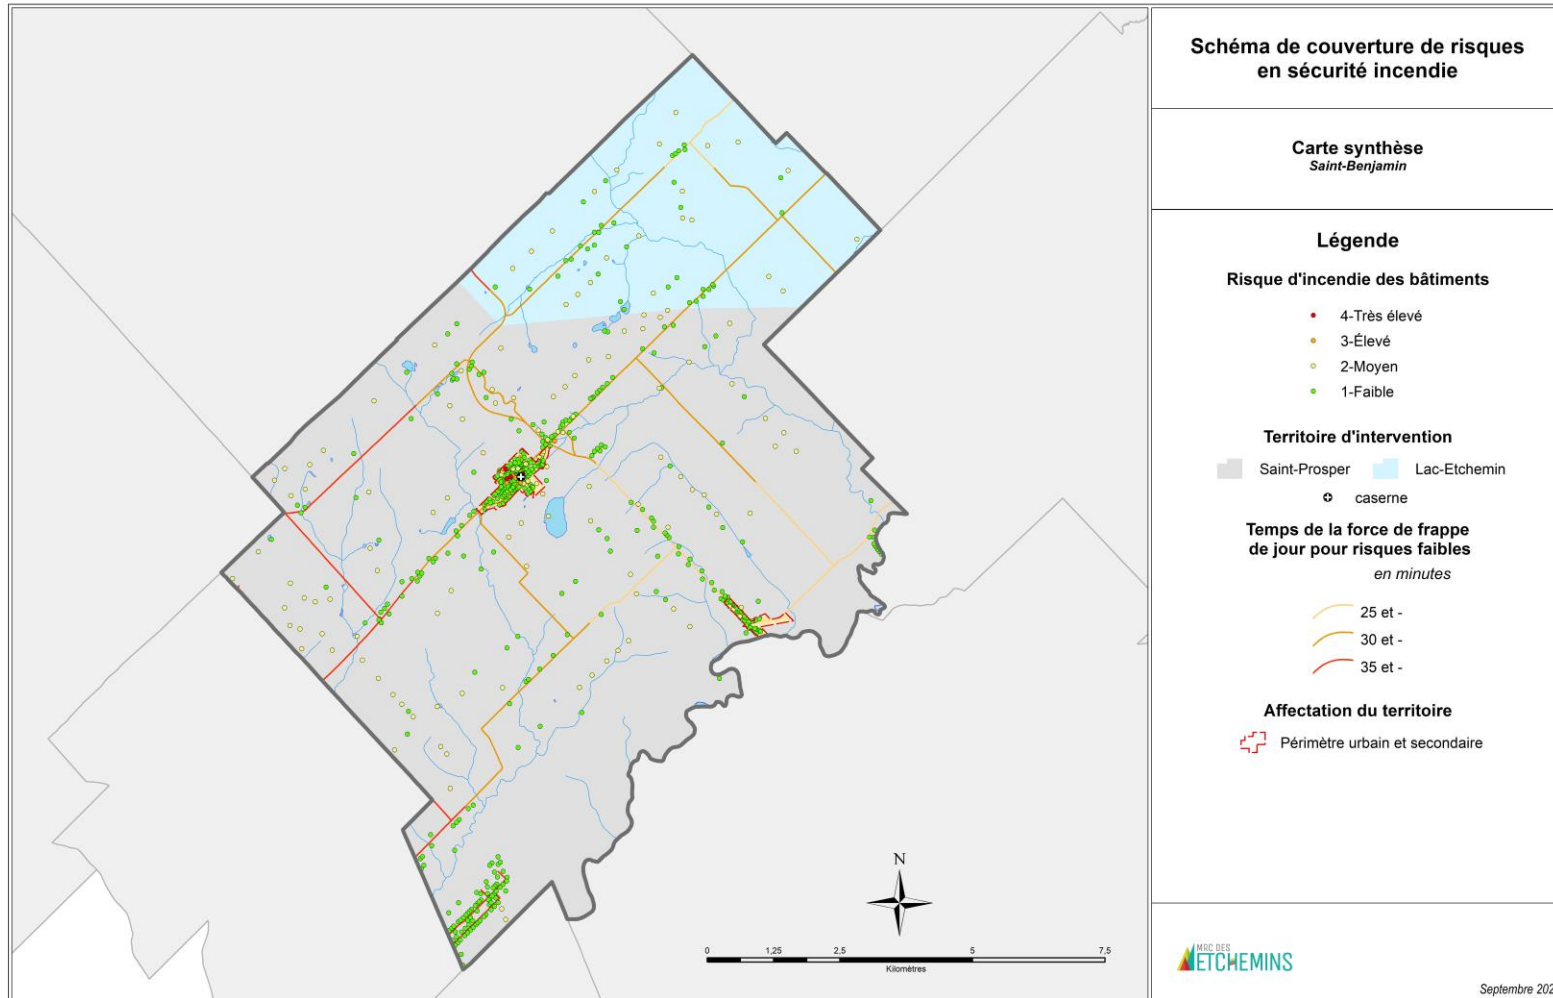 Schéma de couverture de risques
en sécurité incendie
Carte synthèse
Saint-Benjamin
Légende
Risque d'incendie des bâtiments
4-Très élevé
3-Élevé
2-Moyen
1-Faible
Territoire d'intervention
Saint-Prosper
Lac-Etchemin
caserne
Temps de la force de frappe
de jour pour risques faibles
en minutes
25 et -
30 et -
35 et -
Affectation du territoire
Périmètre urbain et secondaire
N
0 1,25 2,5 5 7,5
Kilomètres
MRC DES
ETCHEMINS
Septembre 202